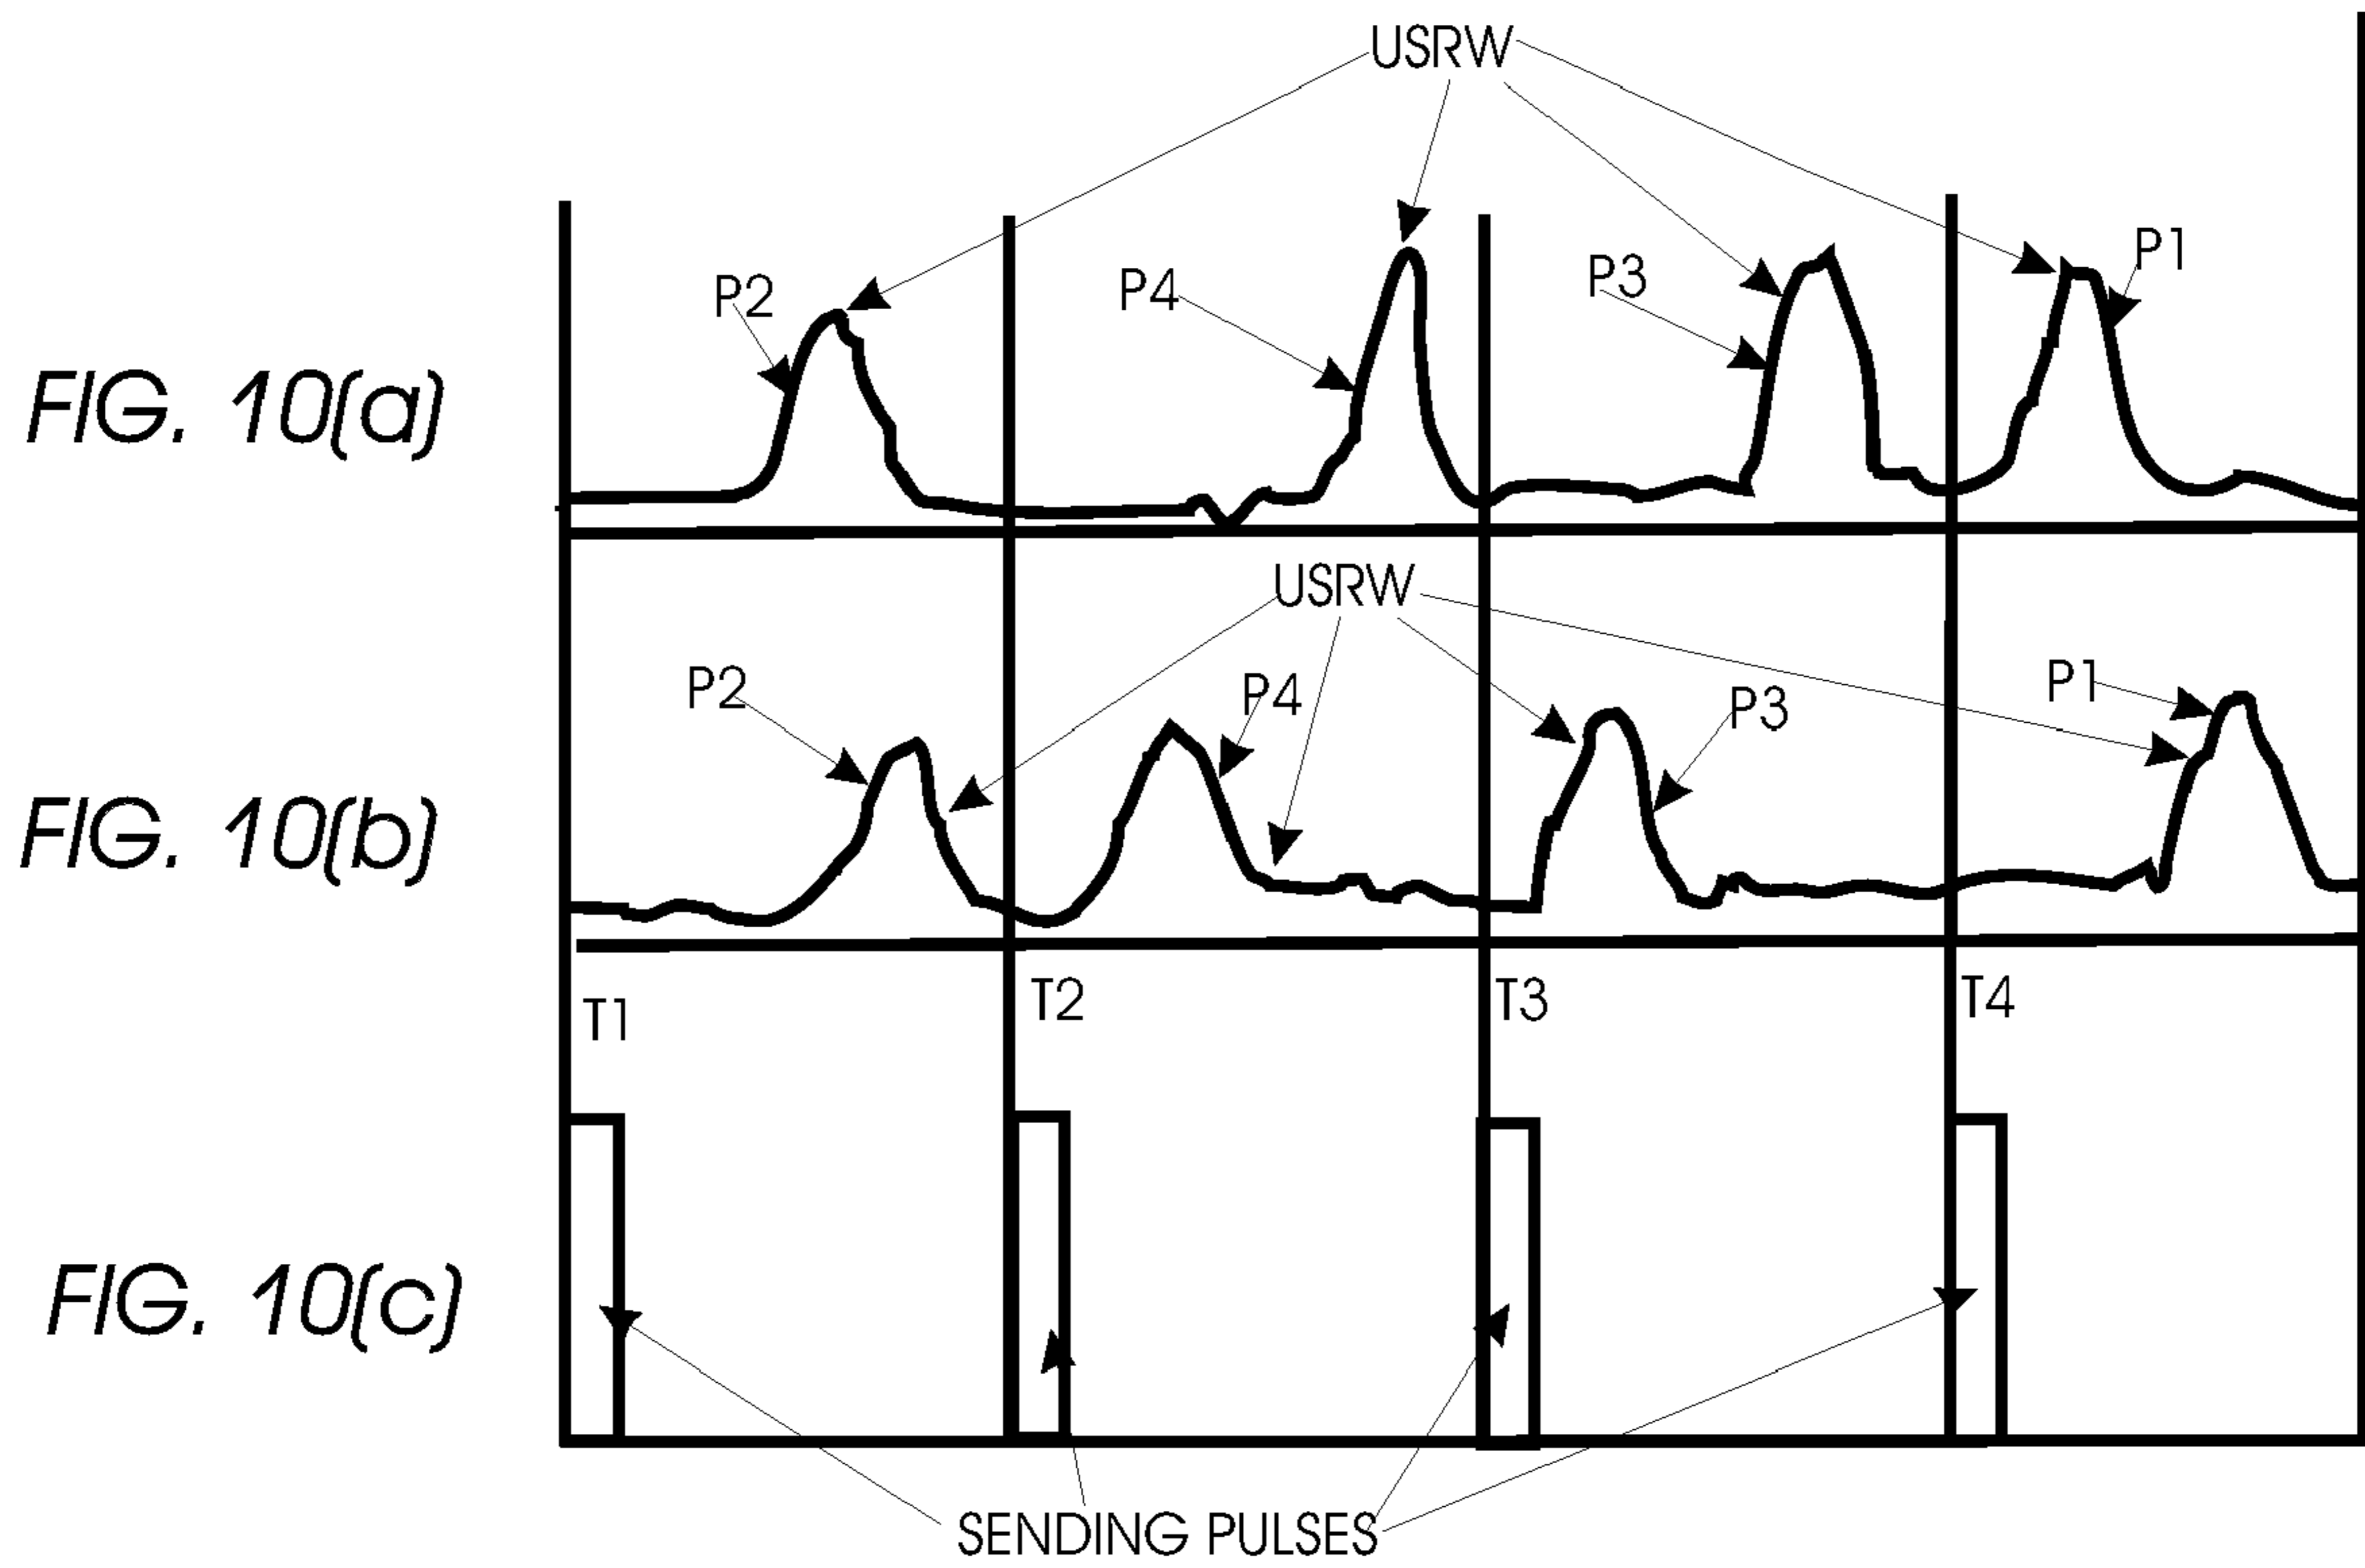 USRW
P2
P4
P3
P1
FIG. 10(a)
USRW
P2
P4
P3
P1
FIG. 10(b)
T1
T2
T3
T4
FIG. 10(c)
SENDING PULSES